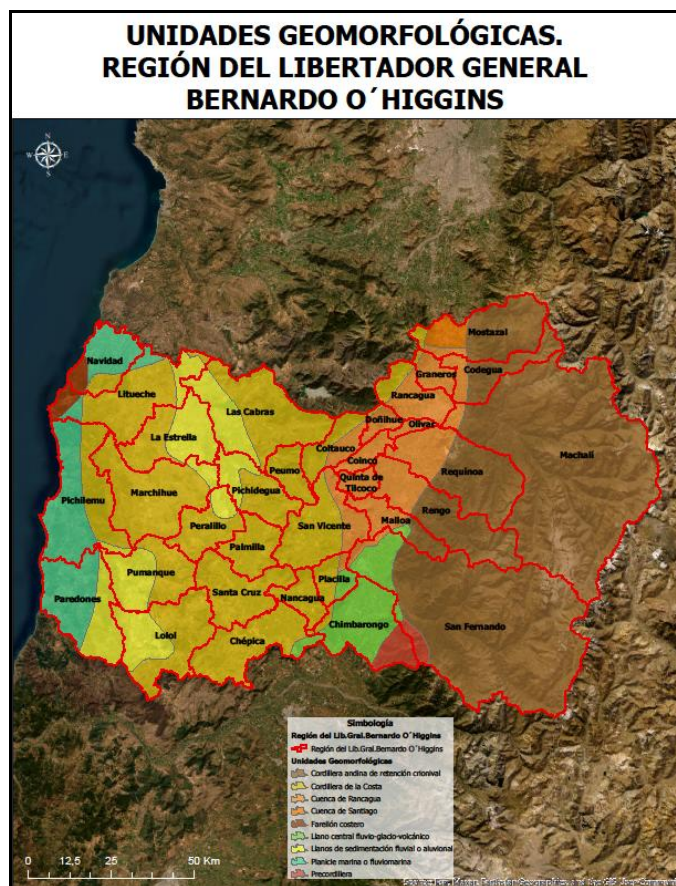 UNIDADES GEOMORFOLÓGICAS.
REGIÓN DEL LIBERTADOR GENERAL
BERNARDO O´HIGGINS
N
W E
S
Mostazal
Navidad
Codegua
Graneros
Litueche
Rancagua
Las Cabras
Doñihue
Olivar
La Estrella
Machalí
Coltauco
Coinco
Requinoa
Peumo
Quinta de
Tilcoco
Pichilemu
Marchihue
Pichidegua
Rengo
Malloa
Peralillo
San Vicente
Palmilla
Pumanque
Placilla
Paredones
Santa Cruz
Nancagua
Chimbarongo
San Fernando
Lolol
Chépica
Simbología
Región del Lib.Gral.Bernardo O´Higgins
Región del Lib.Gral.Bernardo O´Higgins
Unidades Geomorfológicas
Cordillera andina de retención crionival
Cordillera de la Costa
Cuenca de Rancagua
Cuenca de Santiago
Farellón costero
Llano central fluvio-glacio-volcánico
Llanos de sedimentación fluvial o aluvional
Planicie marina o fluviomarina
Precordillera
0 12,5 25 50 Km